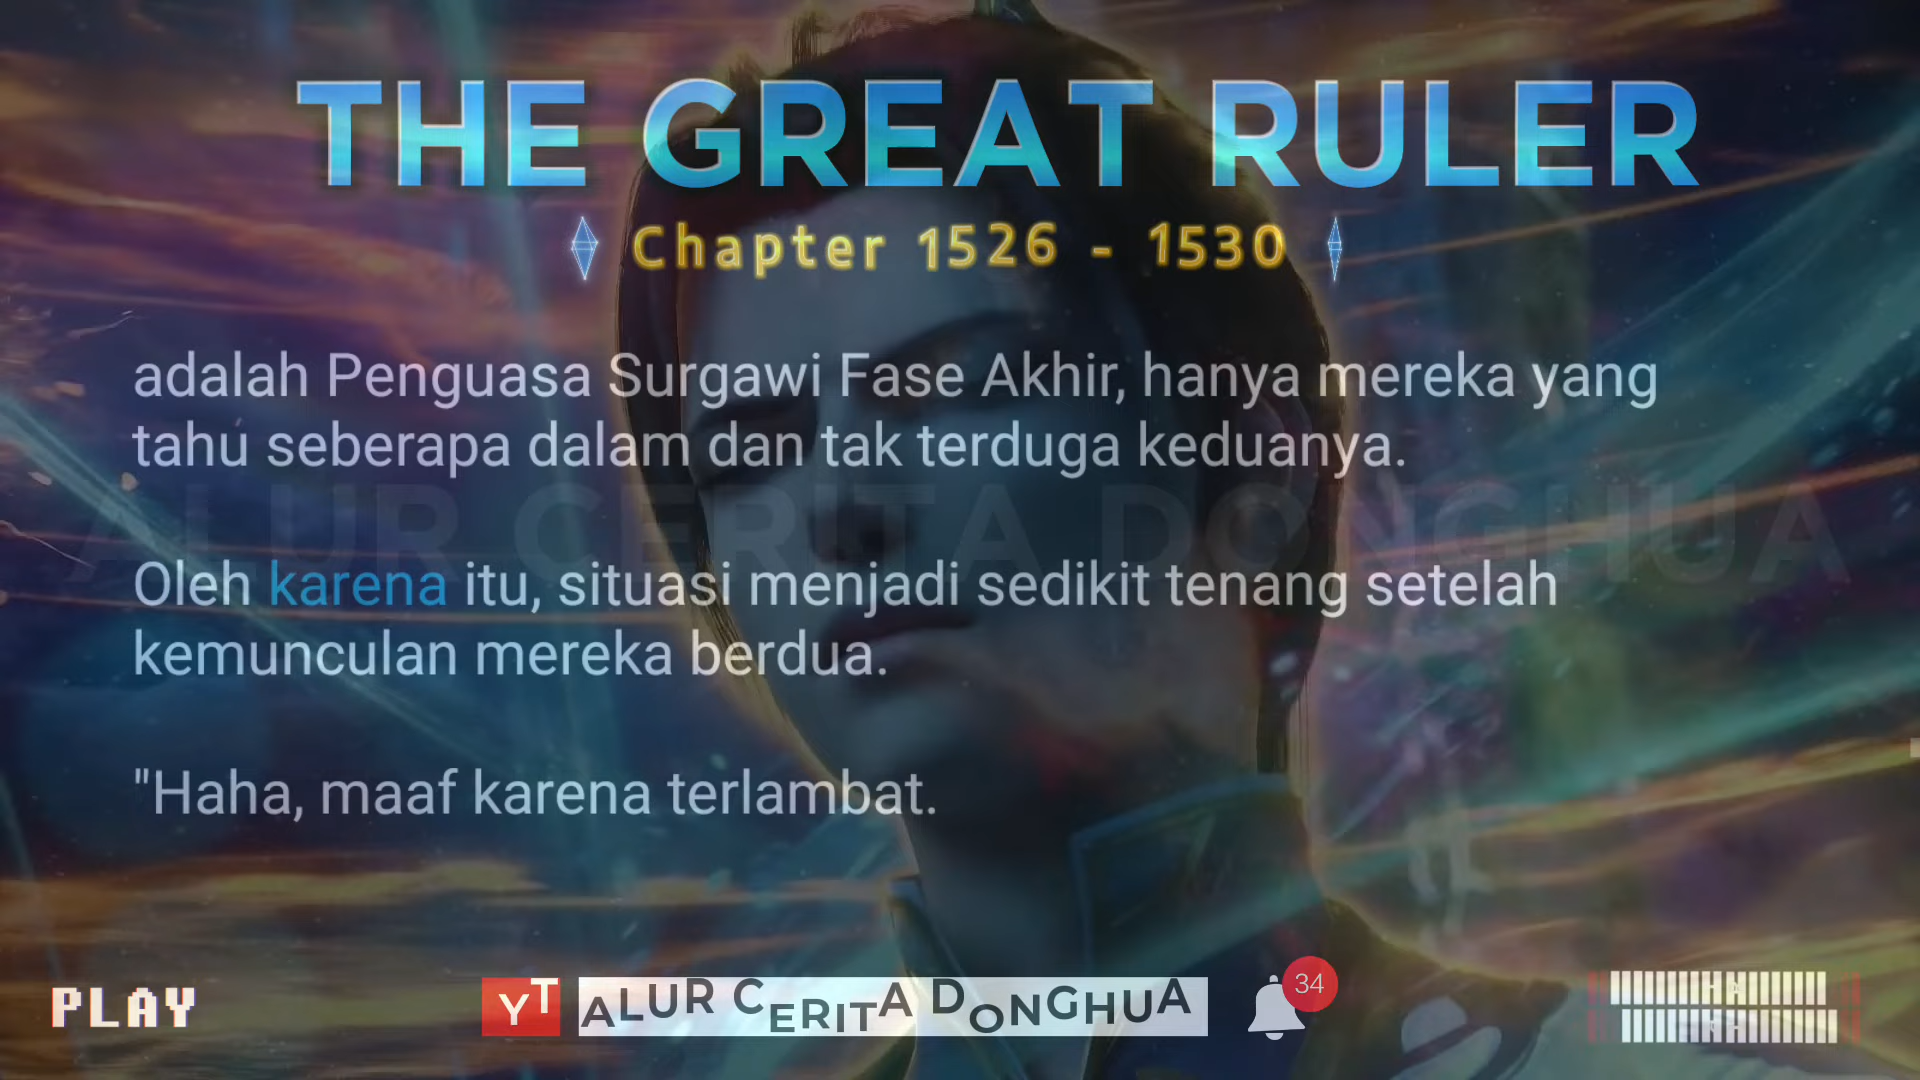 THE GREAT RULER
Chapter 1526 - 1530
adalah Penguasa Surgawi Fase Akhir, hanya mereka yang
tahu seberapa dalam dan tak terduga keduanya.
ALUR CERITA DONGHUA
Oleh karena itu, situasi menjadi sedikit tenang setelah
kemunculan mereka berdua.
"Haha, maaf karena terlambat.
PLAY
YT ALUR CERITA DONGHUA
34